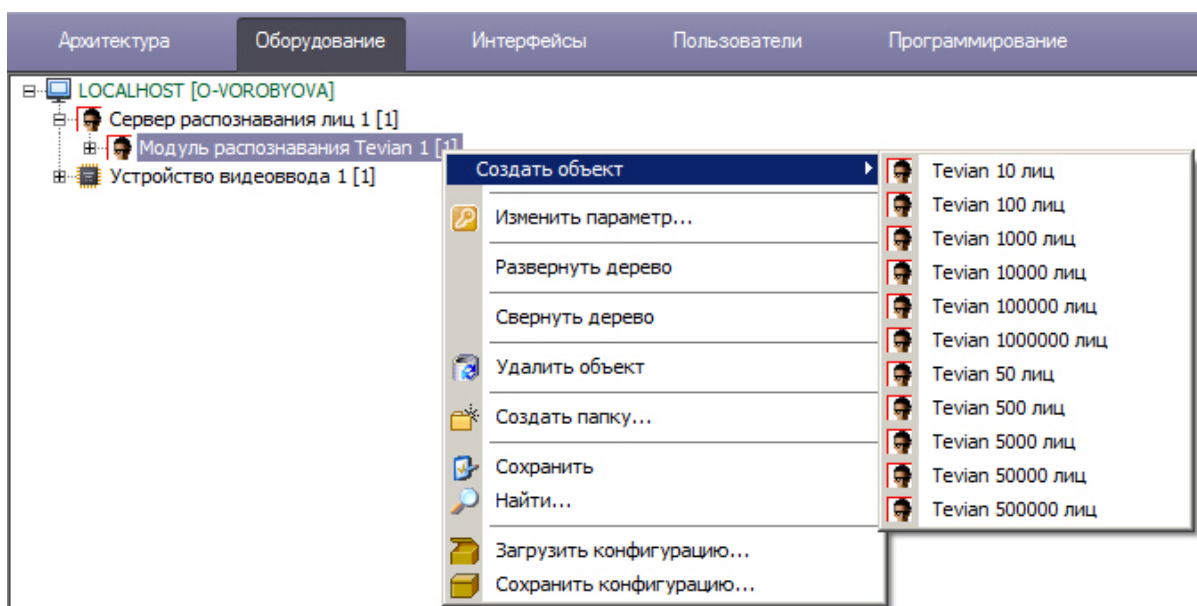 Архитектура Оборудование Интерфейсы Пользователи Программирование
LOCALHOST [O-VOROBYOVA]
Сервер распознавания лиц 1 [1]
Модуль распознавания Tevian 1 [1]
Устройство видеоввода 1 [1]
Создать объект
Изменить параметр...
Развернуть дерево
Свернуть дерево
Удалить объект
Создать папку...
Сохранить
Найти...
Загрузить конфигурацию...
Сохранить конфигурацию...
Tevian 10 лиц
Tevian 100 лиц
Tevian 1000 лиц
Tevian 10000 лиц
Tevian 100000 лиц
Tevian 1000000 лиц
Tevian 50 лиц
Tevian 500 лиц
Tevian 5000 лиц
Tevian 50000 лиц
Tevian 500000 лиц